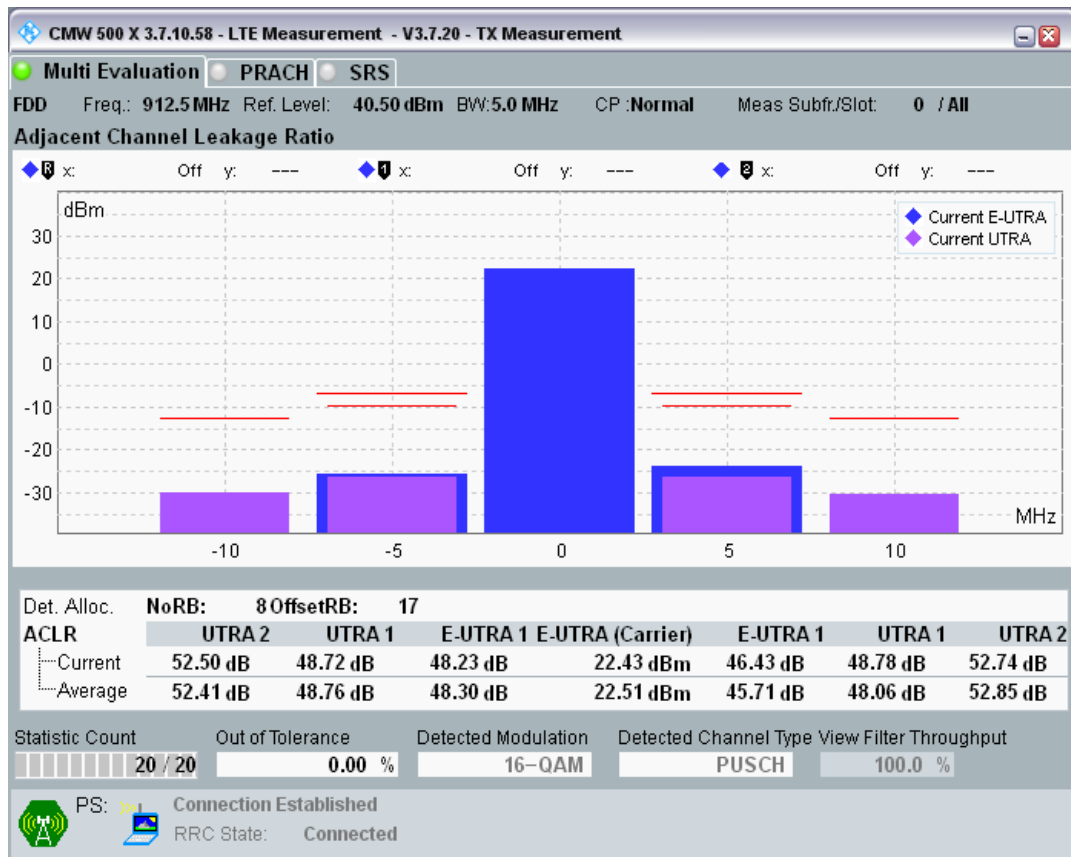 CMW 500 X 3.7.10.58 - LTE Measurement - V3.7.20 - TX Measurement
Multi Evaluation PRACH SRS
FDD Freq.: 912.5 MHz Ref. Level: 40.50 dBm BW:5.0 MHz CP :Normal Meas Subfr./Slot: 0 / All
Adjacent Channel Leakage Ratio
R x: Off y: --- 1 x: Off y: --- 2 x: Off y: ---
dBm
Current E-UTRA
Current UTRA
30
20
10
0
-10
-20
-30
MHz
-10 -5 0 5 10
Det. Alloc. NoRB: 8 OffsetRB: 17
ACLR UTRA 2 UTRA 1 E-UTRA 1 E-UTRA (Carrier) E-UTRA 1 UTRA 1 UTRA 2
Current 52.50 dB 48.72 dB 48.23 dB 22.43 dBm 46.43 dB 48.78 dB 52.74 dB
Average 52.41 dB 48.76 dB 48.30 dB 22.51 dBm 45.71 dB 48.06 dB 52.85 dB
Statistic Count Out of Tolerance Detected Modulation Detected Channel Type View Filter Throughput
20 / 20 0.00 % 16-QAM PUSCH 100.0 %
PS: Connection Established
RRC State: Connected